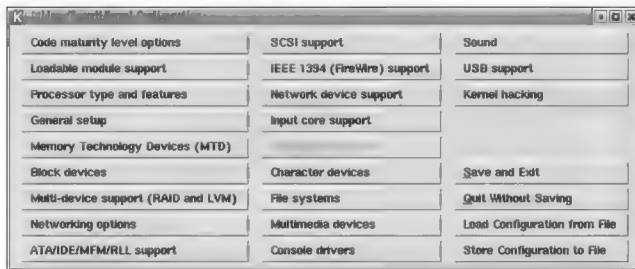 Code maturity level options
Loadable module support
Processor type and features
General setup
Memory Technology Devices (MTD)
Block devices
Multi-device support (RAID and LVM)
Networking options
ATA/IDE/MFM/RLL support
SCSI support
IEEE 1394 (FireWire) support
Network device support
Input core support
Character devices
File systems
Multimedia devices
Console drivers
Sound
USB support
Kernel hacking
Save and Exit
Quit Without Saving
Load Configuration from File
Store Configuration to File